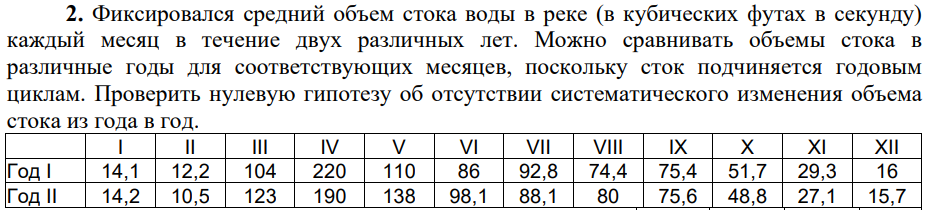 2. Фиксировался средний объем стока воды в реке (в кубических футах в секунду)
каждый месяц в течение двух различных лет. Можно сравнивать объемы стока в
различные годы для соответствующих месяцев, поскольку сток подчиняется годовым
циклам. Проверить нулевую гипотезу об отсутствии систематического изменения объема
стока из года в год.
I II III IV V VI VII VIII IX X XI XII
Год I 14,1 12,2 104 220 110 86 92,8 74,4 75,4 51,7 29,3 16
Год II 14,2 10,5 123 190 138 98,1 88,1 80 75,6 48,8 27,1 15,7